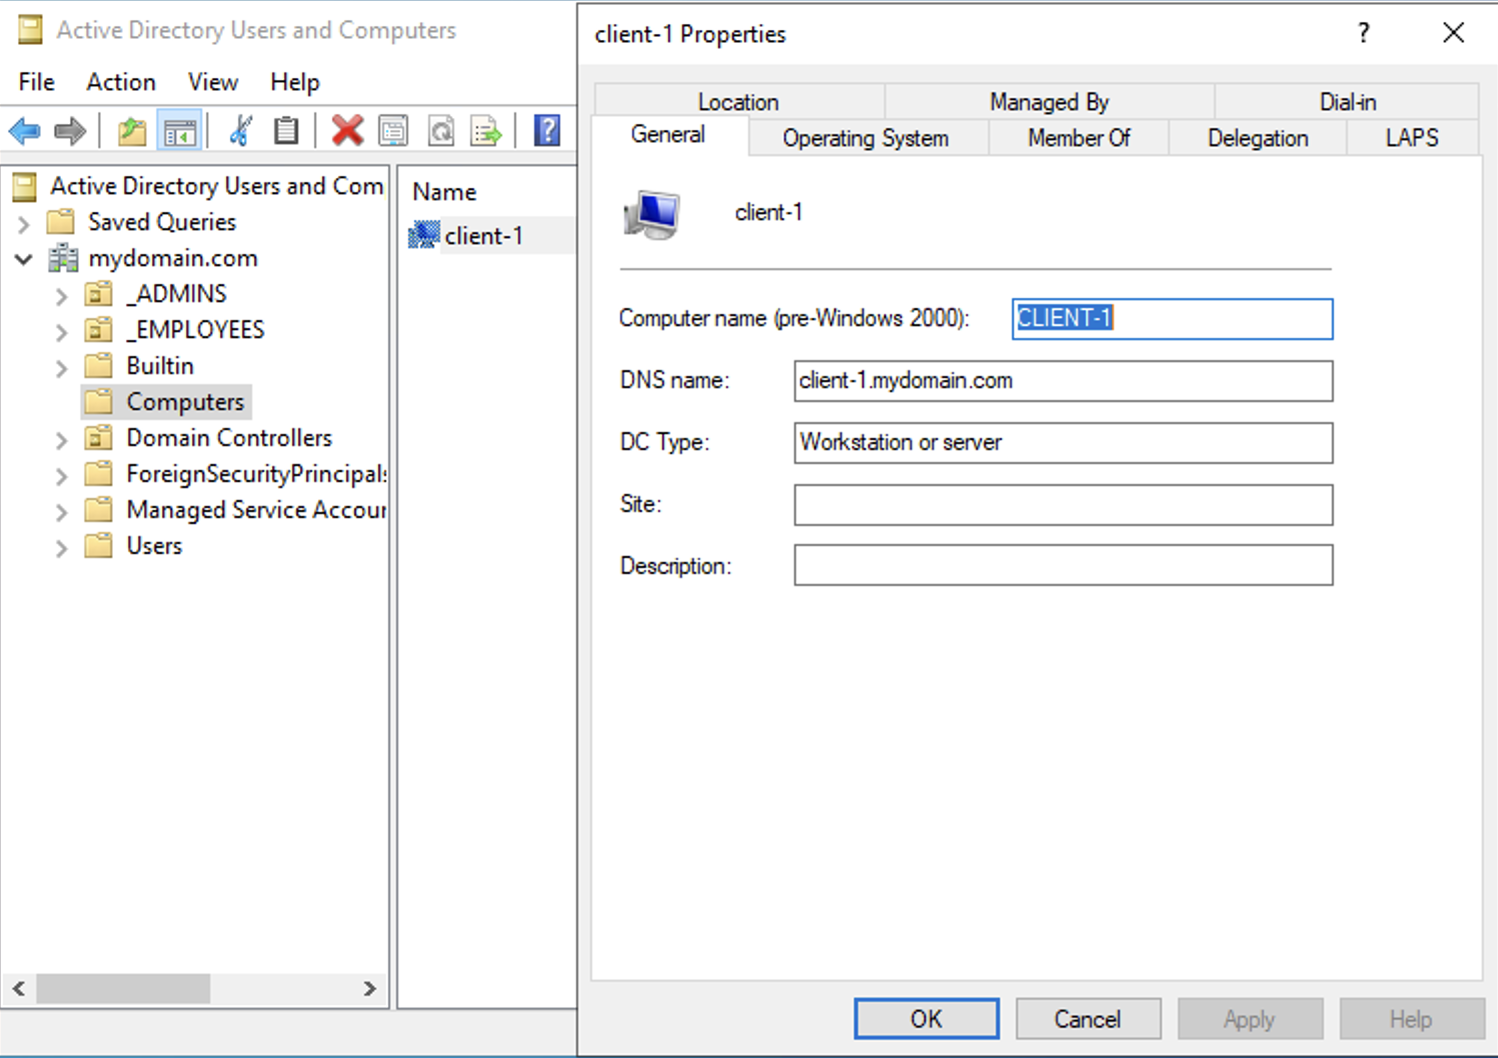 Active Directory Users and Computers
File Action View Help
Active Directory Users and Com
Saved Queries
mydomain.com
_ADMINS
_EMPLOYEES
Builtin
Computers
Domain Controllers
ForeignSecurityPrincipals
Managed Service Accour
Users
Name
client-1
client-1 Properties
?
Location Managed By Dial-in
General Operating System Member Of Delegation LAPS
client-1
Computer name (pre-Windows 2000): CLIENT-1
DNS name: client-1.mydomain.com
DC Type: Workstation or server
Site:
Description:
OK Cancel Apply Help